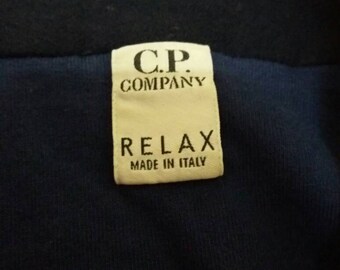 C.P.
COMPANY
RELAX
MADE IN ITALY